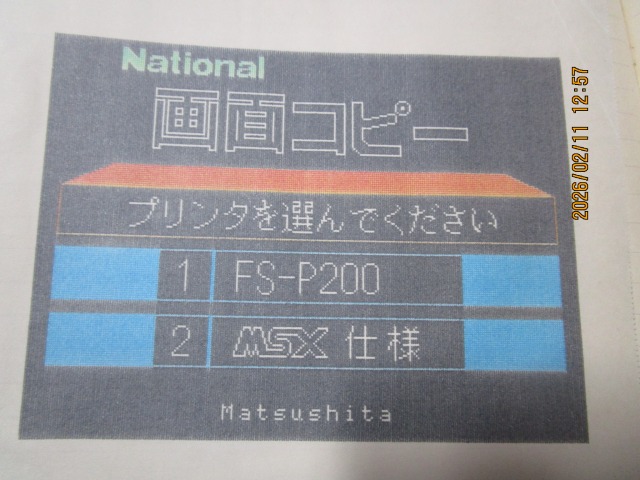 National
画面コピー
プリンタを選んでください
1 FS-P200
2 MSX 仕様
Matsushita
2026/02/11 12:57